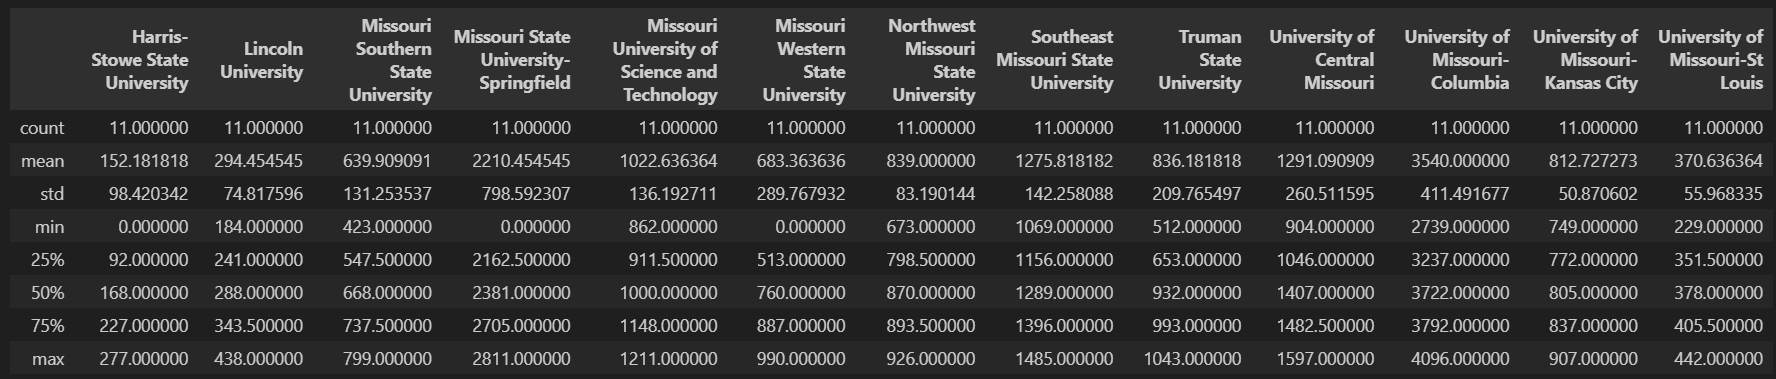 Harris-Stowe State University Lincoln University Missouri Southern State University Missouri State University-Springfield Missouri University of Science and Technology Missouri Western State University Northwest Missouri State University Southeast Missouri State University Truman State University University of Central Missouri University of Missouri-Columbia University of Missouri-Kansas City University of Missouri-St Louis
count 11.000000 11.000000 11.000000 11.000000 11.000000 11.000000 11.000000 11.000000 11.000000 11.000000 11.000000 11.000000 11.000000
mean 152.181818 294.454545 639.909091 2210.454545 1022.636364 683.363636 839.000000 1275.818182 836.181818 1291.090909 3540.000000 812.727273 370.636364
std 98.420342 74.817596 131.253537 798.592307 136.192711 289.767932 83.190144 142.258088 209.765497 260.511595 411.491677 50.870602 55.968335
min 0.000000 184.000000 423.000000 0.000000 862.000000 0.000000 673.000000 1069.000000 512.000000 904.000000 2739.000000 749.000000 229.000000
25% 92.000000 241.000000 547.500000 2162.500000 911.500000 513.000000 798.500000 1156.000000 653.000000 1046.000000 3237.000000 772.000000 351.500000
50% 168.000000 288.000000 668.000000 2381.000000 1000.000000 760.000000 870.000000 1289.000000 932.000000 1407.000000 3722.000000 805.000000 378.000000
75% 227.000000 343.500000 737.500000 2705.000000 1148.000000 887.000000 893.500000 1396.000000 993.000000 1482.500000 3792.000000 837.000000 405.500000
max 277.000000 438.000000 799.000000 2811.000000 1211.000000 990.000000 926.000000 1485.000000 1043.000000 1597.000000 4096.000000 907.000000 442.000000